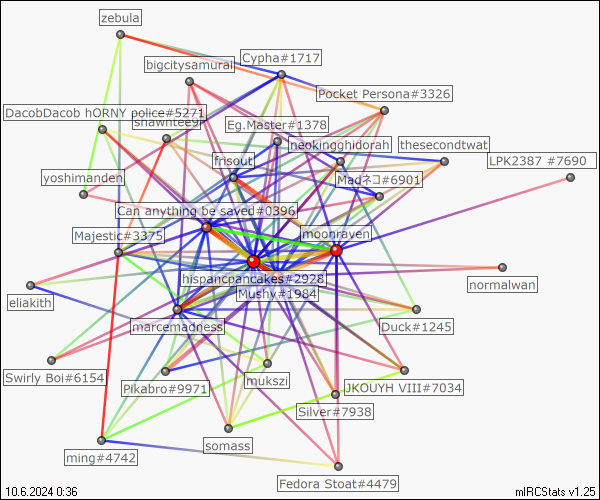 zebula
Cypha#1717
bigcitysamurai
Pocket Persona#3326
DacobDacob hORNY police#5271
shawntee91
Eg.Master#1378
neokingghidorah
thesecondtwat
LPK2387 #7690
frisout
Madネコ#6901
yoshimanden
Can anything be saved#0396
Majestic#3375
moonraven
hispancpancakes#2928
normalwan
Mushy#1984
eliakith
marcemadness
Duck#1245
Swirly Boi#6154
Pikabro#9971
mukszi
JKOUYH VIII#7034
Silver#7938
somass
ming#4742
Fedora Stoat#4479
10.6.2024 0:36
mIRCStats v1.25